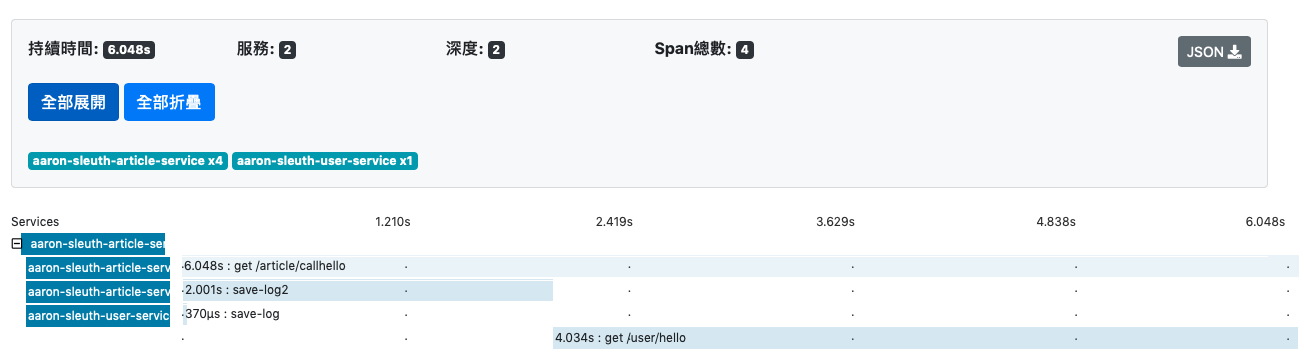 持續時間: 6.048s 服務: 2 深度: 2 Span總數: 4 JSON
全部展開 全部折疊
aaron-sleuth-article-service x4 aaron-sleuth-user-service x1
Services 1.210s 2.419s 3.629s 4.838s 6.048s
aaron-sleuth-article-ser
aaron-sleuth-article-serv 6.048s : get /article/callhello
aaron-sleuth-article-serv 2.001s : save-log2
aaron-sleuth-user-servic 370μs : save-log
4.034s : get /user/hello